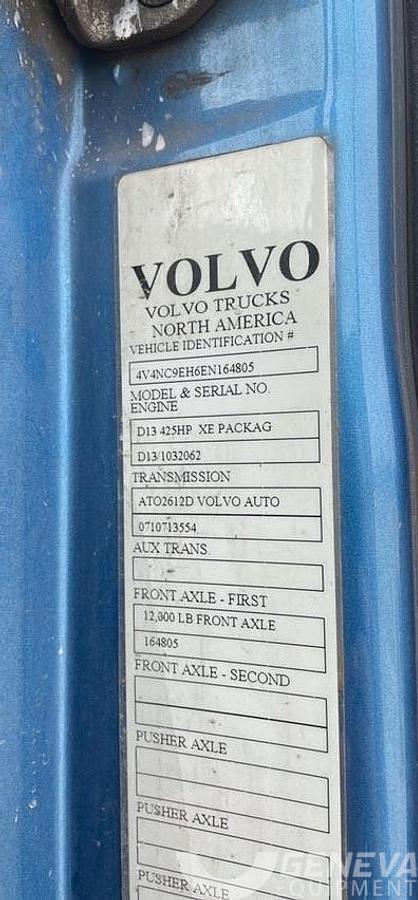 VOLVO
VOLVO TRUCKS
NORTH AMERICA
VEHICLE IDENTIFICATION #
4V4NC9EH6EN164805
MODEL & SERIAL NO.
ENGINE
D13 425HP XE PACKAG
D13/1032062
TRANSMISSION
ATO2612D VOLVO AUTO
0710713554
AUX TRANS
FRONT AXLE - FIRST
12,000 LB FRONT AXLE
164805
FRONT AXLE - SECOND
PUSHER AXLE
PUSHER AXLE
PUSHER AXLE
GENEVA
EQUIPMENT